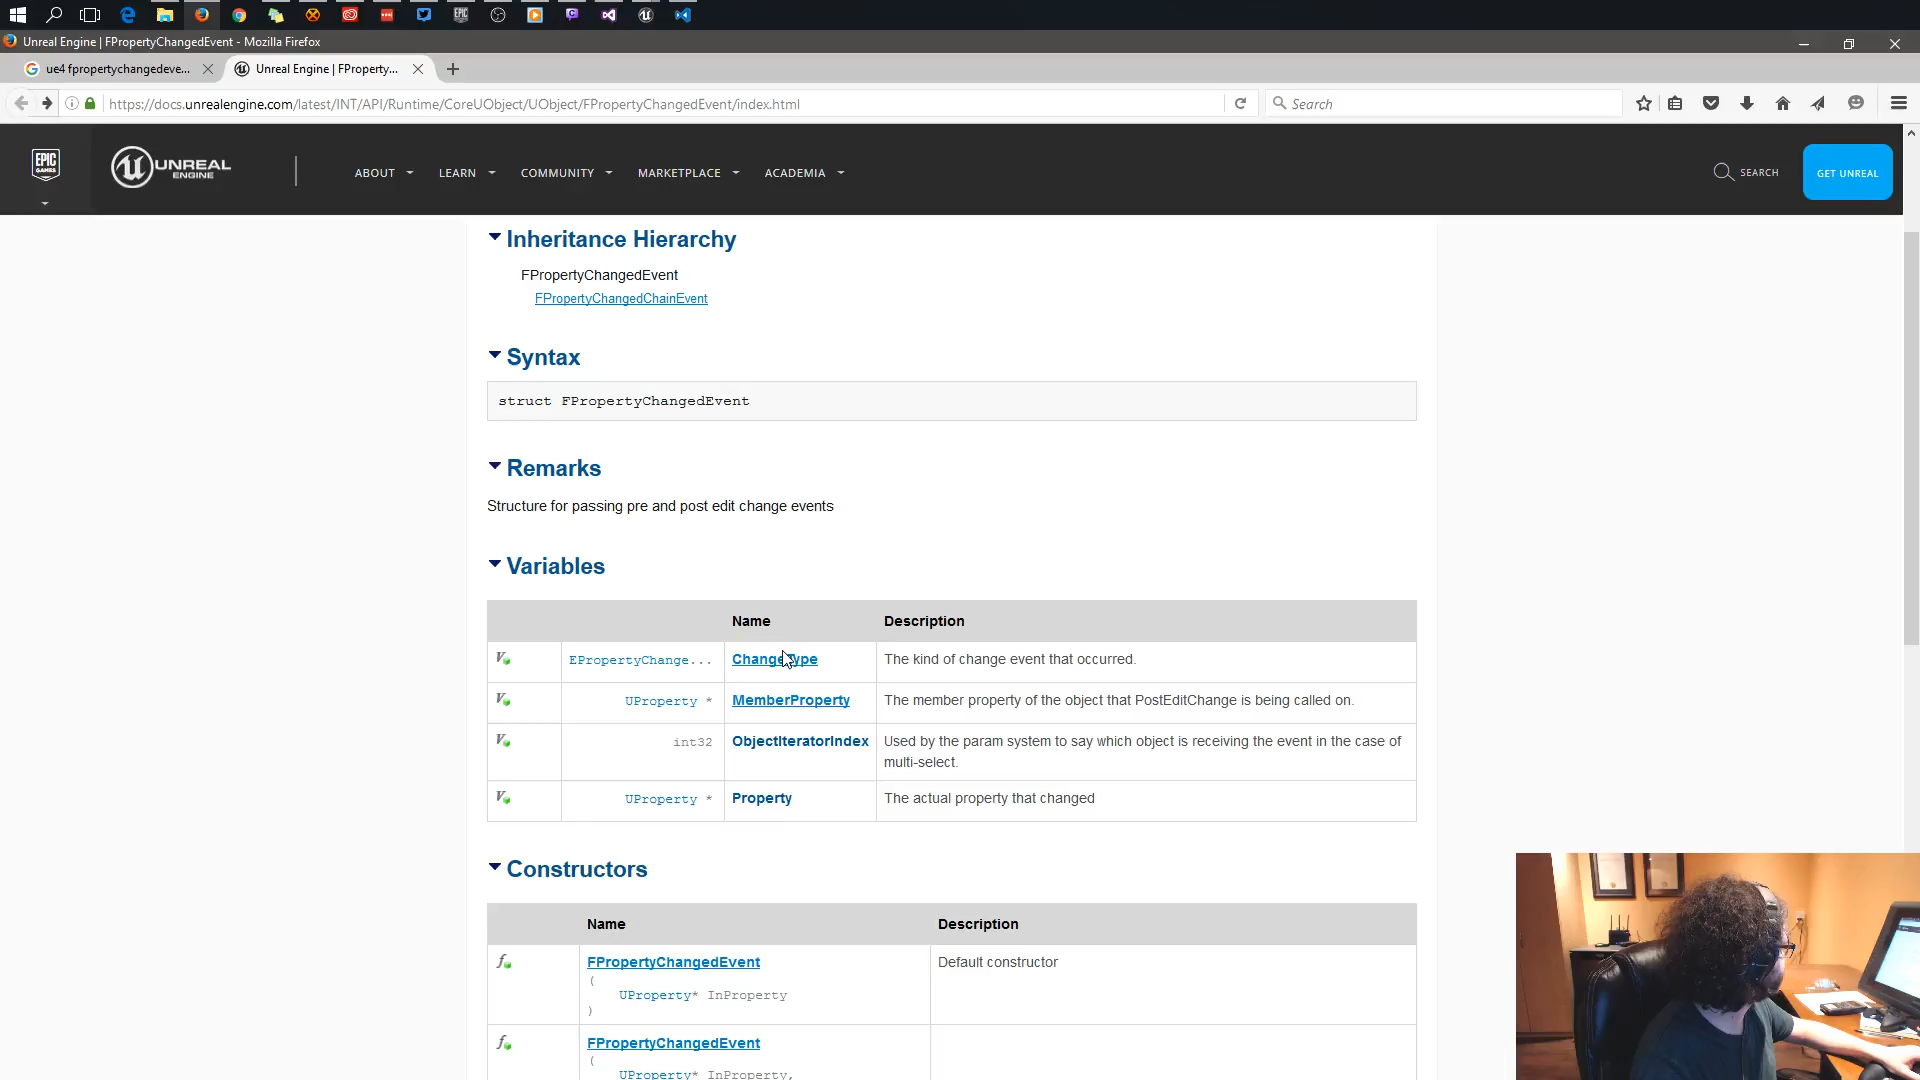 Unreal Engine | FPropertyChangedEvent - Mozilla Firefox
ue4 fpropertychangedeve...
Unreal Engine | FProperty...
https://docs.unrealengine.com/latest/INT/API/Runtime/CoreUObject/UObject/FPropertyChangedEvent/index.html
Search
EPIC GAMES
UNREAL ENGINE
ABOUT
LEARN
COMMUNITY
MARKETPLACE
ACADEMIA
SEARCH
GET UNREAL
Inheritance Hierarchy
FPropertyChangedEvent
FPropertyChangedChainEvent
Syntax
struct FPropertyChangedEvent
Remarks
Structure for passing pre and post edit change events
Variables
Name Description
EPropertyChange... ChangeType The kind of change event that occurred.
UProperty * MemberProperty The member property of the object that PostEditChange is being called on.
int32 ObjectIteratorIndex Used by the param system to say which object is receiving the event in the case of
multi-select.
UProperty * Property The actual property that changed
Constructors
Name Description
FPropertyChangedEvent Default constructor
(
UProperty* InProperty
)
FPropertyChangedEvent
(
UProperty* InProperty,